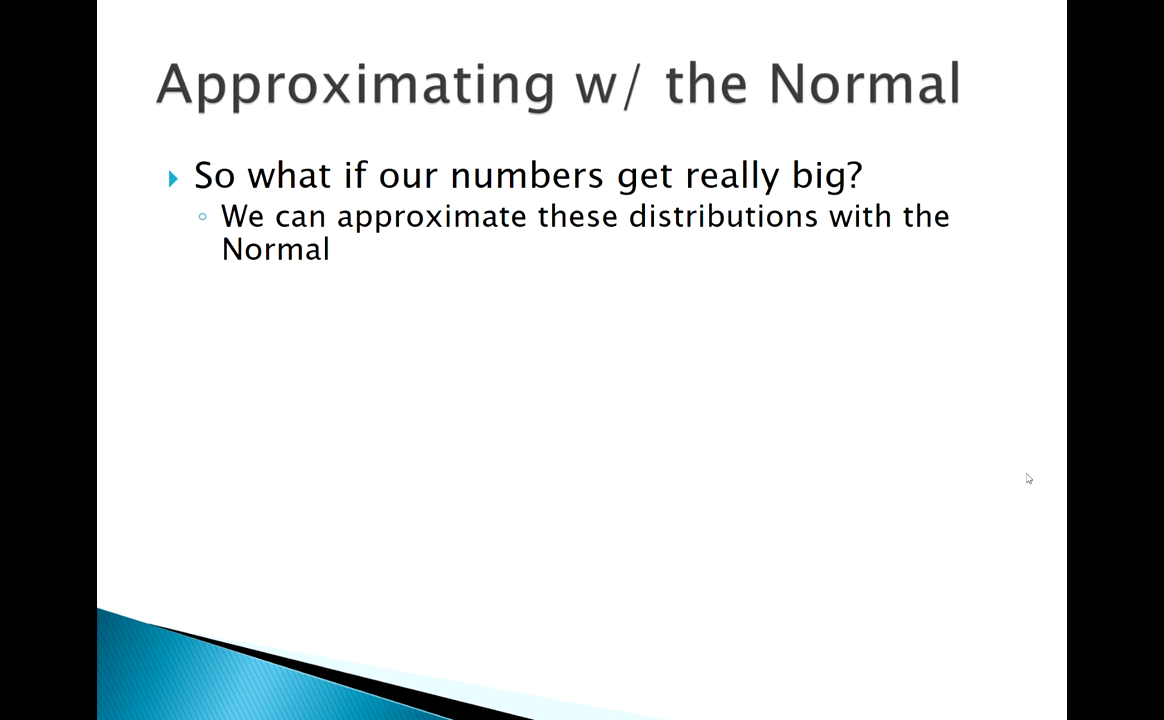 Approximating w/ the Normal
So what if our numbers get really big?
We can approximate these distributions with the
Normal